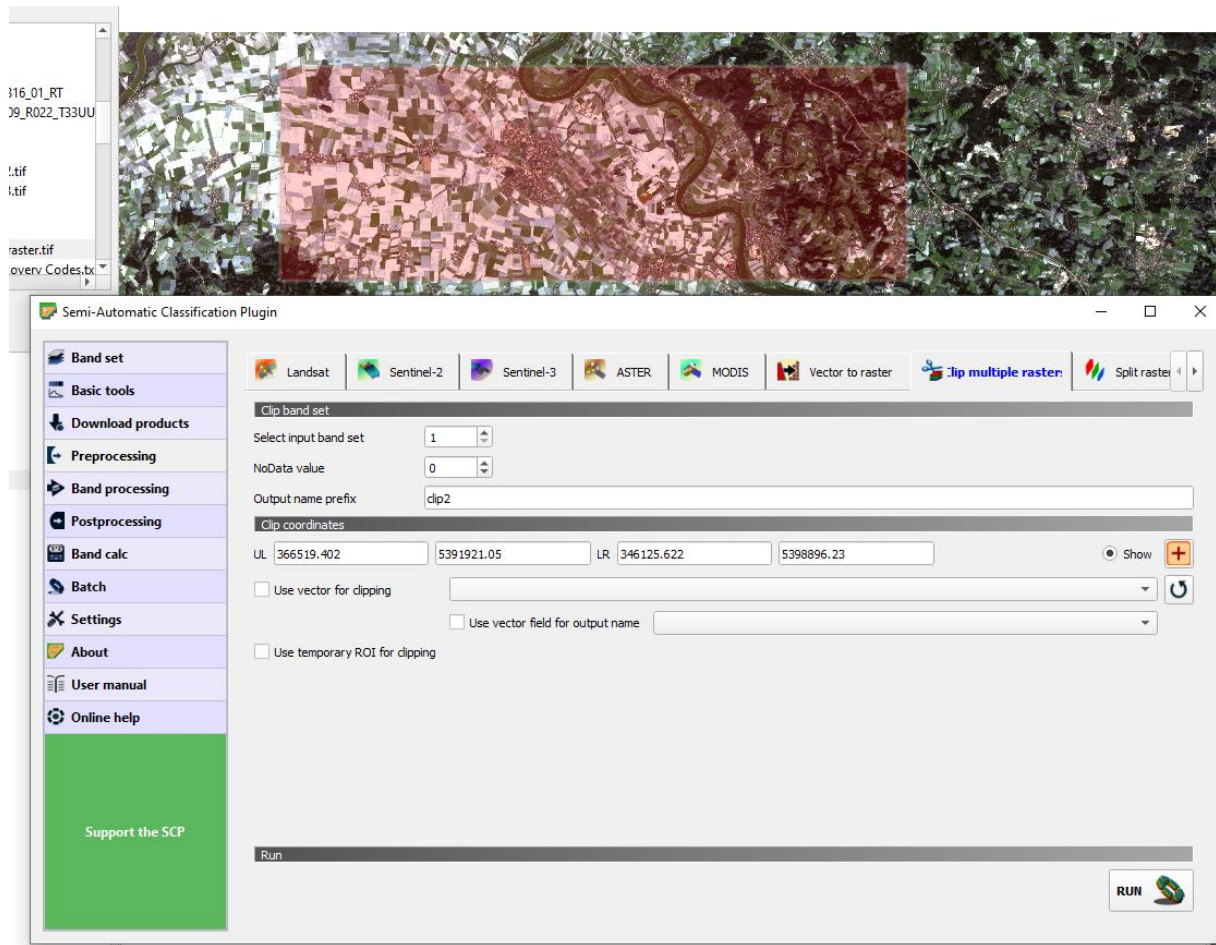 316_01_RT
09_R022_T33UU
2.tif
3.tif
raster.tif
overy Codes.tx
Semi-Automatic Classification Plugin
Band set
Basic tools
Download products
Preprocessing
Band processing
Postprocessing
Band calc
Batch
Settings
About
User manual
Online help
Support the SCP
Landsat Sentinel-2 Sentinel-3 ASTER MODIS Vector to raster Clip multiple rasters Split raster
Clip band set
Select input band set 1
NoData value 0
Output name prefix clip2
Clip coordinates
UL 366519.402 5391921.05 LR 346125.622 5398896.23 Show
Use vector for clipping
Use vector field for output name
Use temporary ROI for clipping
Run
RUN